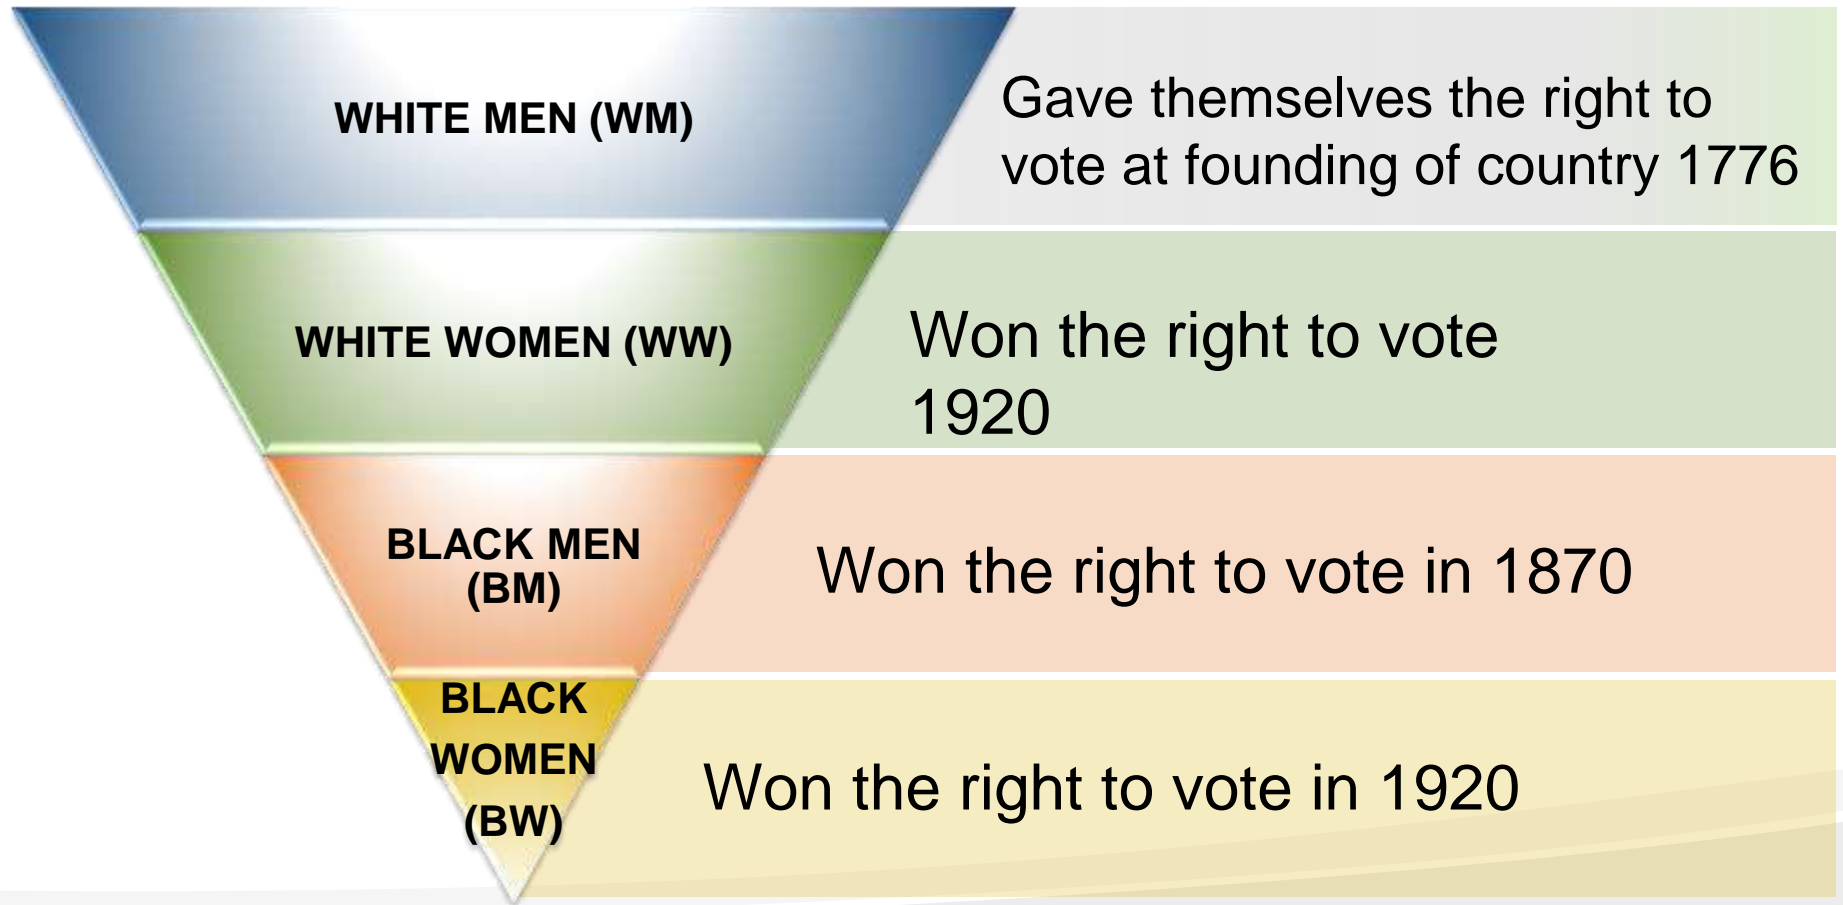 WHITE MEN (WM)
Gave themselves the right to
vote at founding of country 1776
WHITE WOMEN (WW)
Won the right to vote
1920
BLACK MEN
(BM)
Won the right to vote in 1870
BLACK
WOMEN
(BW)
Won the right to vote in 1920